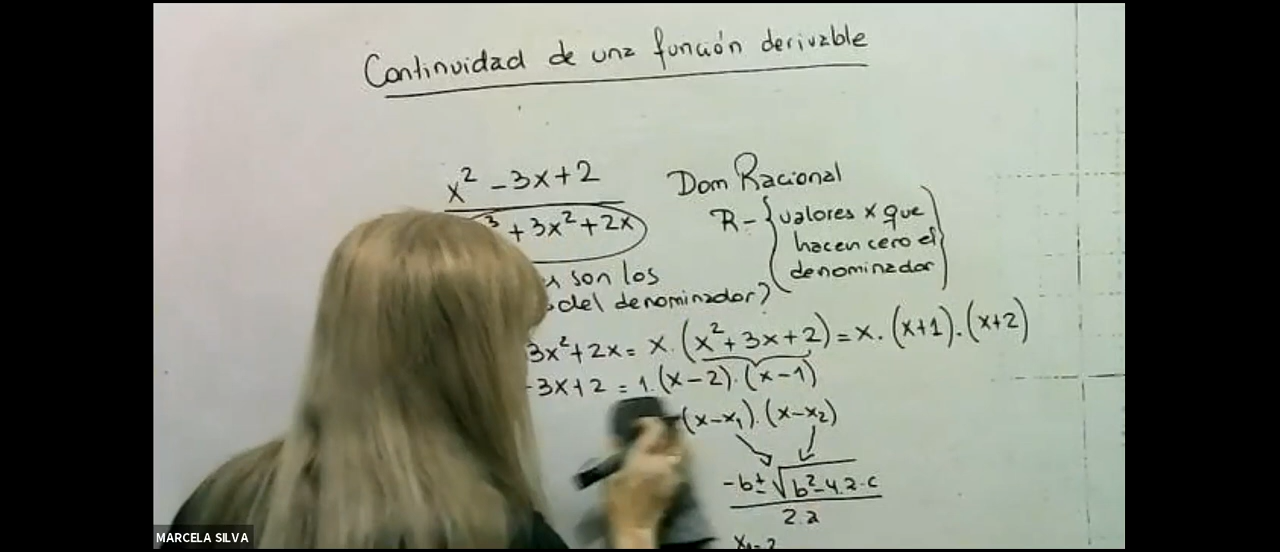 Continuidad de una función derivable
x² - 3x + 2
³ + 3x² + 2x
Dom Racional
R - {valores x que
hacen cero el
denominador}
son los
del denominador?
3x² + 2x = x · (x² + 3x + 2) = x · (x+1) · (x+2)
- 3x + 2 = 1 · (x-2) · (x-1)
(x-x₁) · (x-x₂)
-b ± √b² - 4.a.c
2.a
MARCELA SILVA